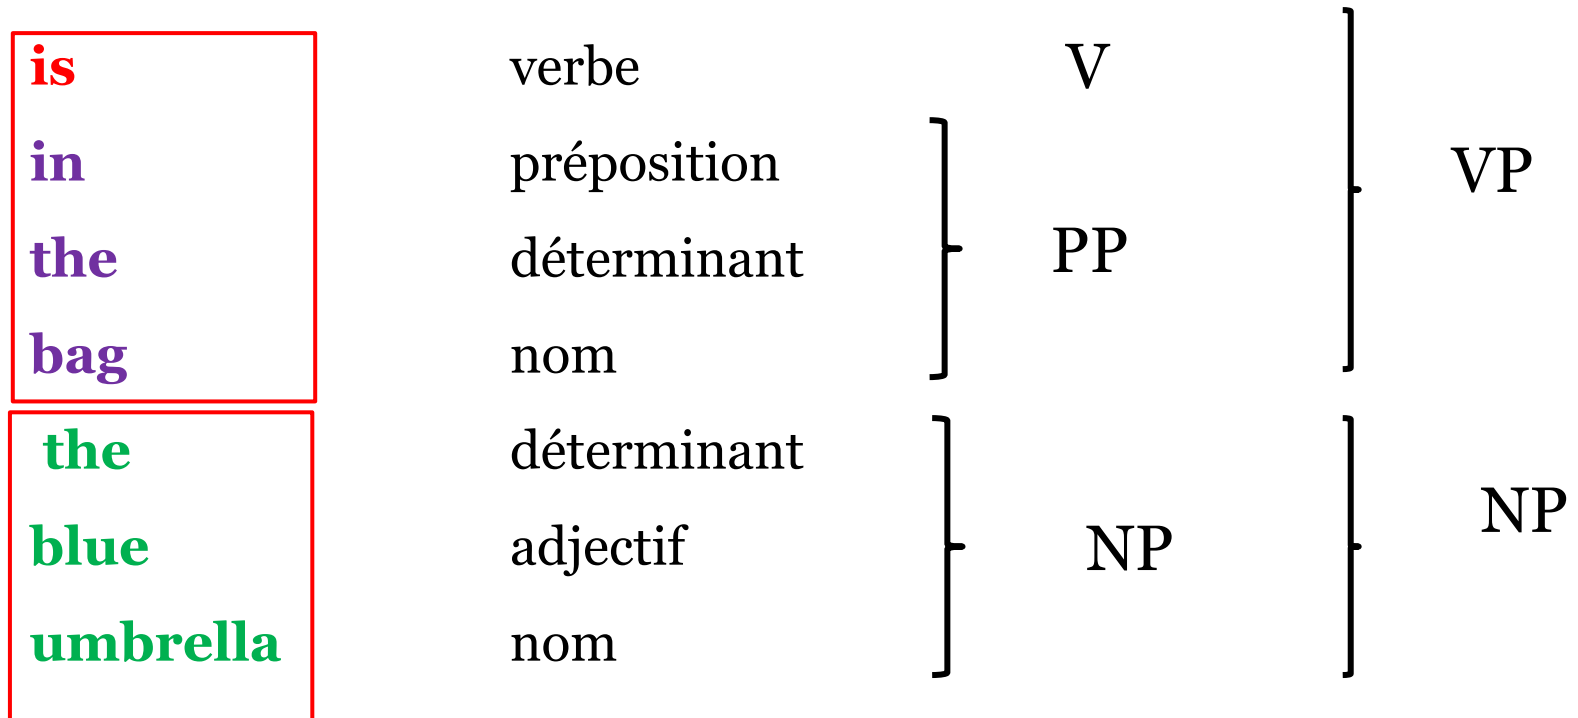 is verbe V
in préposition VP
the déterminant PP
bag nom
the déterminant
blue adjectif NP NP
umbrella nom